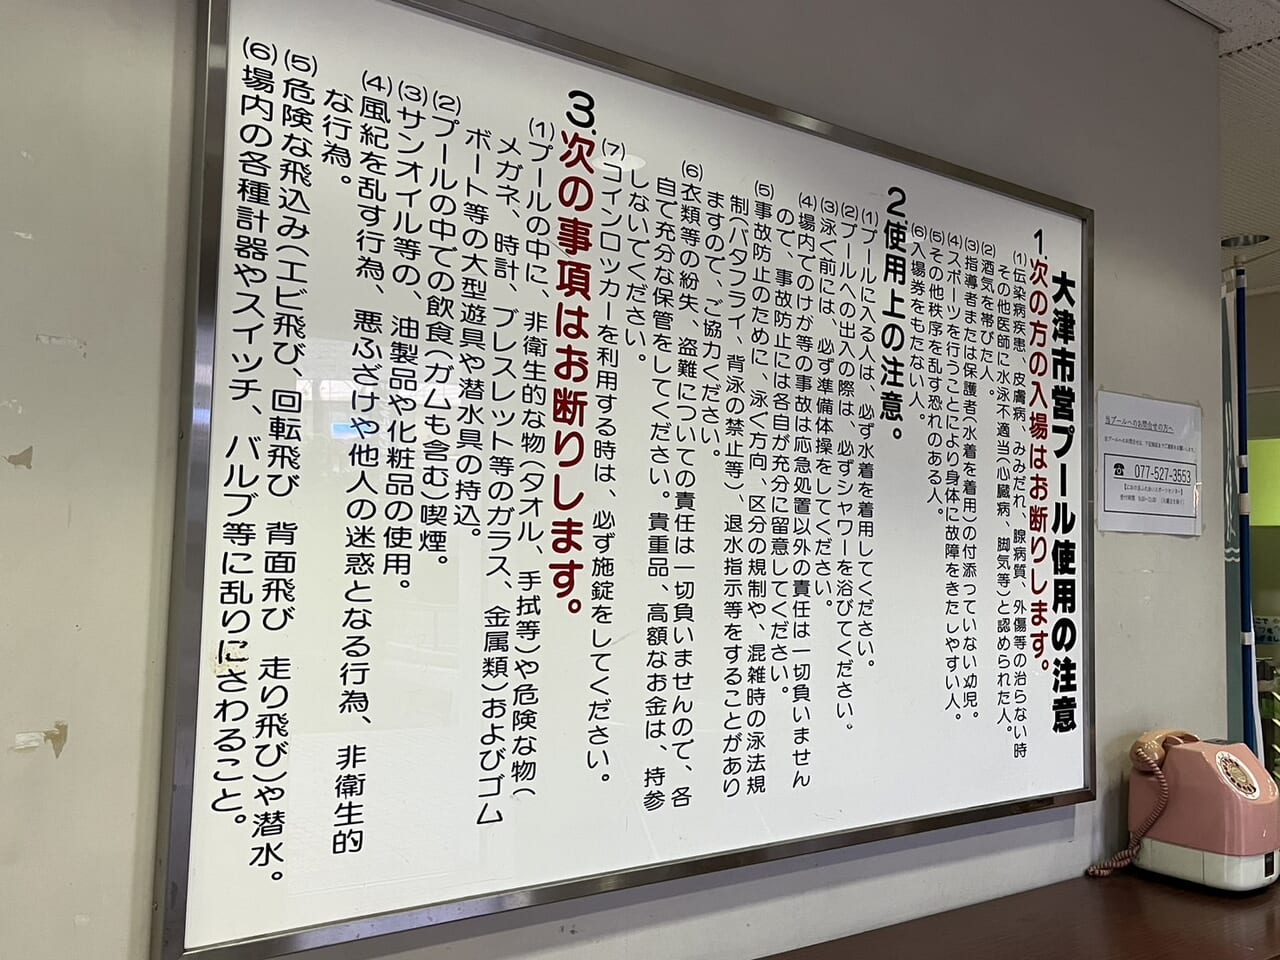 大津市営プール使用の注意
1.次の方の入場はお断りします。
(1)伝染病疾患、皮膚病、みみだれ、腺病質、外傷等の治らない時
その他医師に水泳不適当(心臓病、脚気等)と認められた人。
(2)酒気を帯びた人。
(3)指導者または保護者(水着を着用)の付添っていない幼児。
(4)スポーツを行うことにより身体に故障をきたしやすい人。
(5)その他秩序を乱す恐れのある人。
(6)入場券をもたない人。
2.使用上の注意。
(1)プールに入る人は、必ず水着を着用してください。
(2)プールへの出入の際は、必ずシャワーを浴びてください。
(3)泳ぐ前には、必ず準備体操をしてください。
(4)場内でのけが等の事故は応急処置以外の責任は一切負いません
ので、事故防止には各自が充分に留意してください。
(5)事故防止のために、泳ぐ方向、区分の規制や、混雑時の泳法規
制(バタフライ、背泳の禁止等)、退水指示等をすることがあり
ますので、ご協力ください。
(6)衣類等の紛失、盗難についての責任は一切負いませんので、各
自で充分な保管をしてください。貴重品、高額なお金は、持参
しないでください。
(7)コインロッカーを利用する時は、必ず施錠をしてください。
3.次の事項はお断りします。
(1)プールの中に、非衛生的な物(タオル、手拭等)や危険な物(
メガネ、時計、ブレスレット等のガラス、金属類)およびゴム
ボート等の大型遊具や潜水具の持込。
(2)プールの中での飲食(ガムも含む)喫煙。
(3)サンオイル等の、油製品や化粧品の使用。
(4)風紀を乱す行為、悪ふざけや他人の迷惑となる行為、非衛生的
な行為。
(5)危険な飛込み(エビ飛び、回転飛び 背面飛び 走り飛び)や潜水。
(6)場内の各種計器やスイッチ、バルブ等に乱りにさわること。
当プールへのお問合せの方へ
☎ 077-527-3553